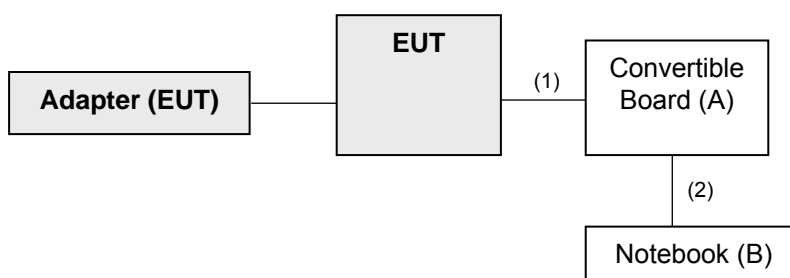 EUT
Adapter (EUT)
(1)
Convertible
Board (A)
(2)
Notebook (B)